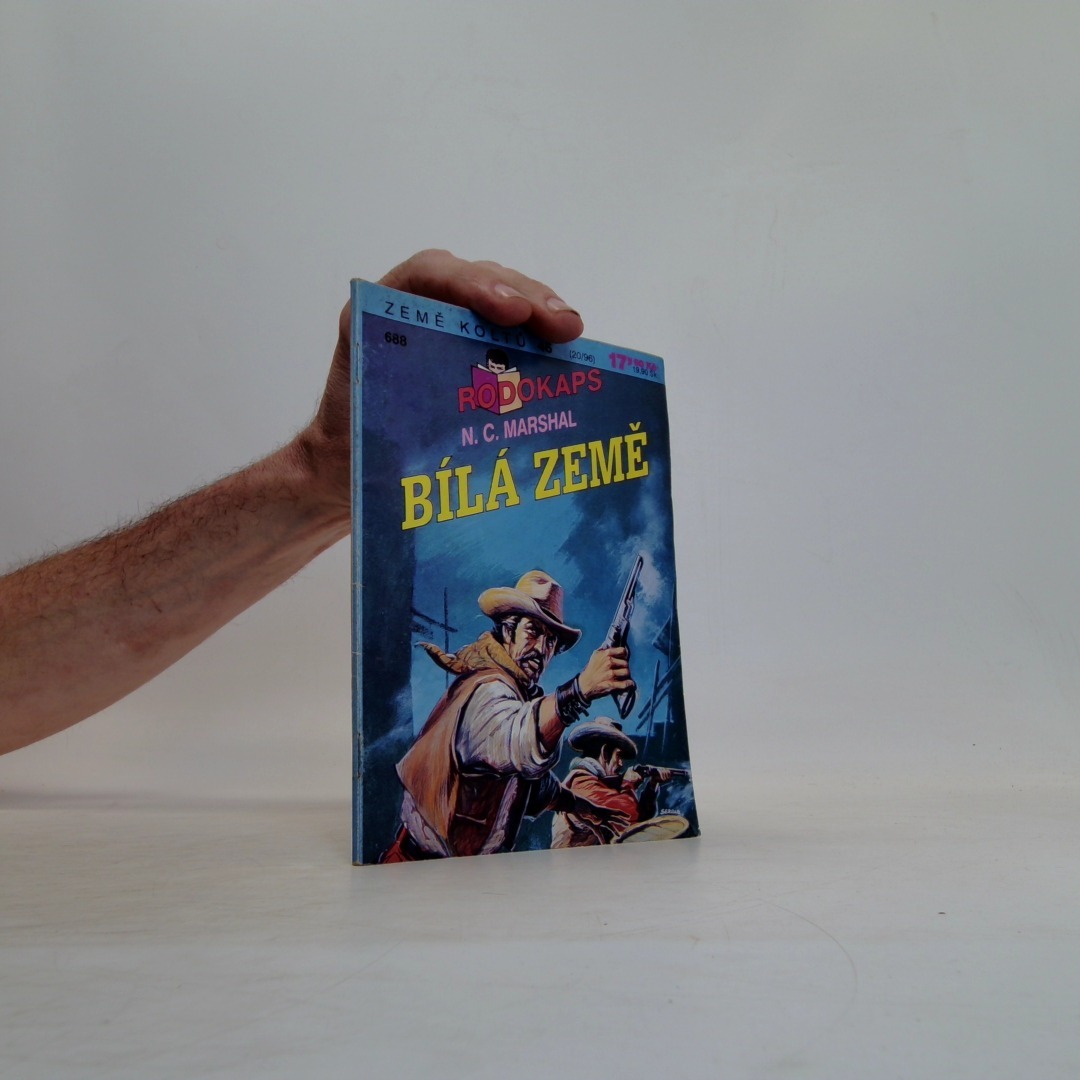 ZEMĚ KOLTŮ
(20/96)
688
RODOKAPS
N. C. MARSHAL
BÍLÁ ZEMĚ